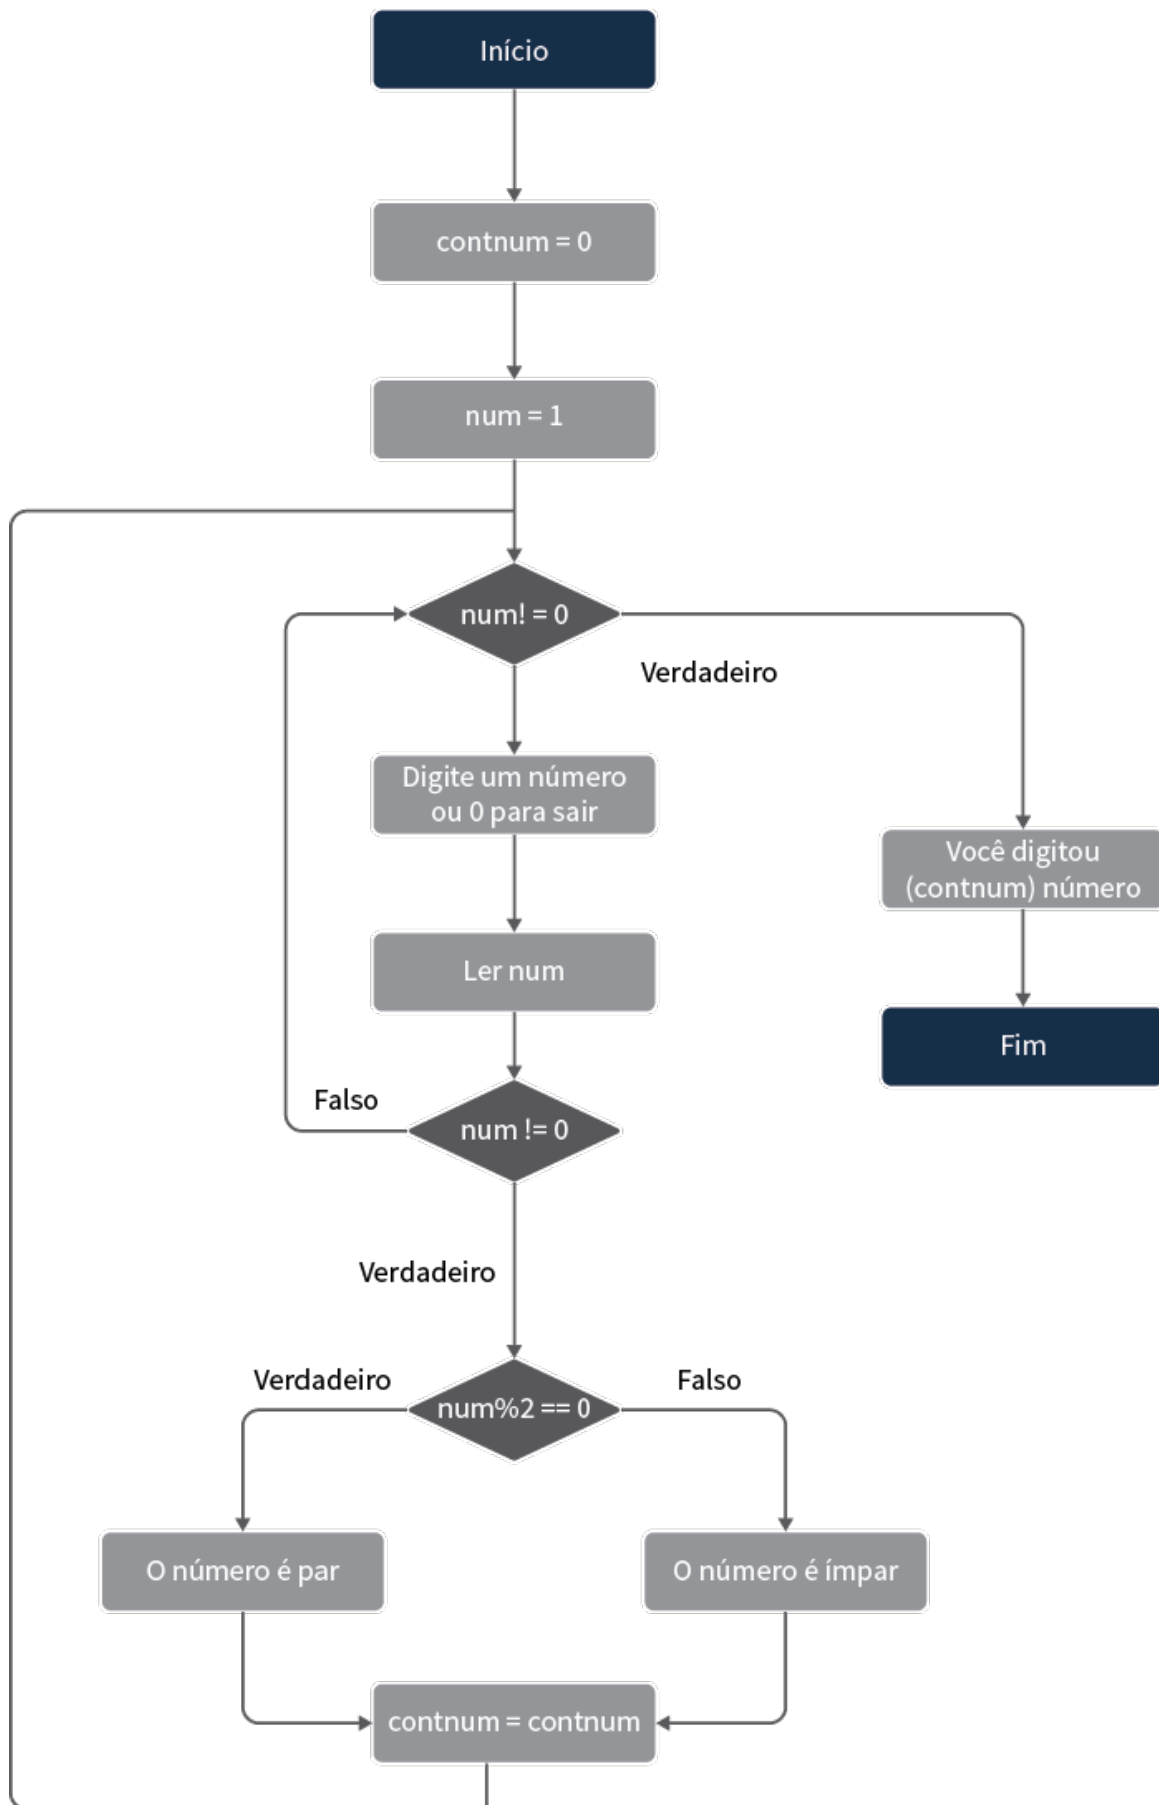 Início
contnum = 0
num = 1
num! = 0
Verdadeiro
Digite um número
ou 0 para sair
Você digitou
(contnum) número
Ler num
Fim
Falso
num != 0
Verdadeiro
Verdadeiro
num%2 == 0
Falso
O número é par
O número é ímpar
contnum = contnum